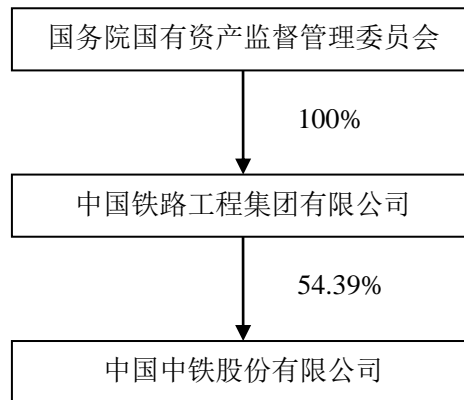 国务院国有资产监督管理委员会
100%
中国铁路工程集团有限公司
54.39%
中国中铁股份有限公司